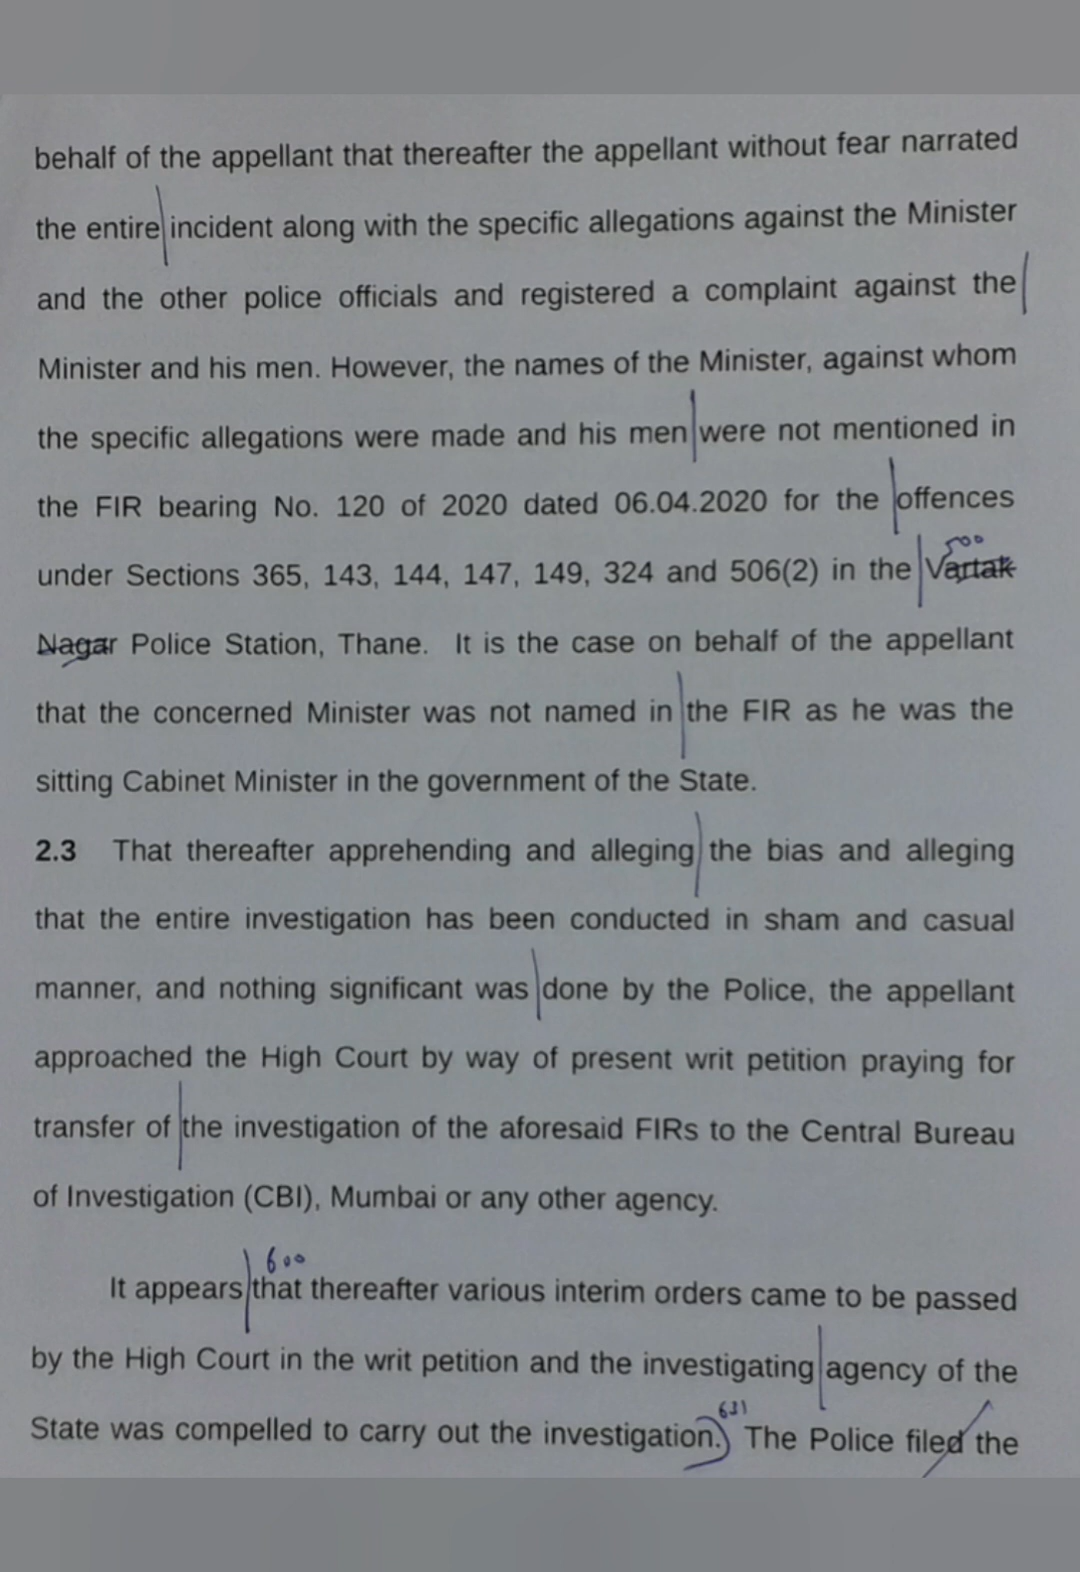 behalf of the appellant that thereafter the appellant without fear narrated
the entire incident along with the specific allegations against the Minister
and the other police officials and registered a complaint against the
Minister and his men. However, the names of the Minister, against whom
the specific allegations were made and his men were not mentioned in
the FIR bearing No. 120 of 2020 dated 06.04.2020 for the offences
500
under Sections 365, 143, 144, 147, 149, 324 and 506(2) in the Vartak
Nagar Police Station, Thane. It is the case on behalf of the appellant
that the concerned Minister was not named in the FIR as he was the
sitting Cabinet Minister in the government of the State.
2.3 That thereafter apprehending and alleging the bias and alleging
that the entire investigation has been conducted in sham and casual
manner, and nothing significant was done by the Police, the appellant
approached the High Court by way of present writ petition praying for
transfer of the investigation of the aforesaid FIRs to the Central Bureau
of Investigation (CBI), Mumbai or any other agency.
600
It appears that thereafter various interim orders came to be passed
by the High Court in the writ petition and the investigating agency of the
631
State was compelled to carry out the investigation. The Police filed the